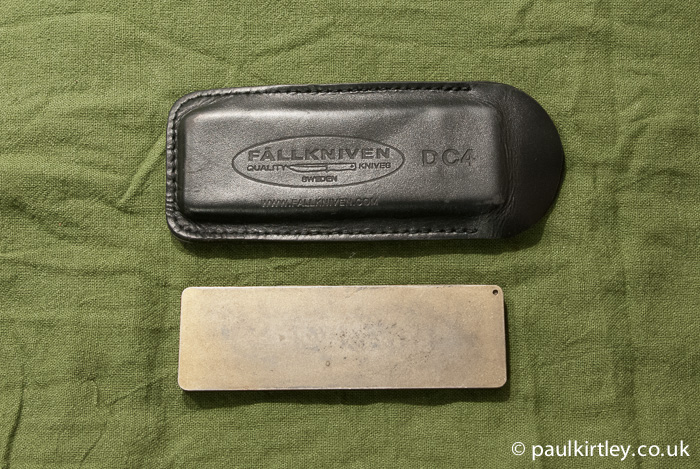 FÄLLKNIVEN DC4
QUALITY KNIVES
SWEDEN
WWW.FALLKNIVEN.COM
© paulkirtley.co.uk